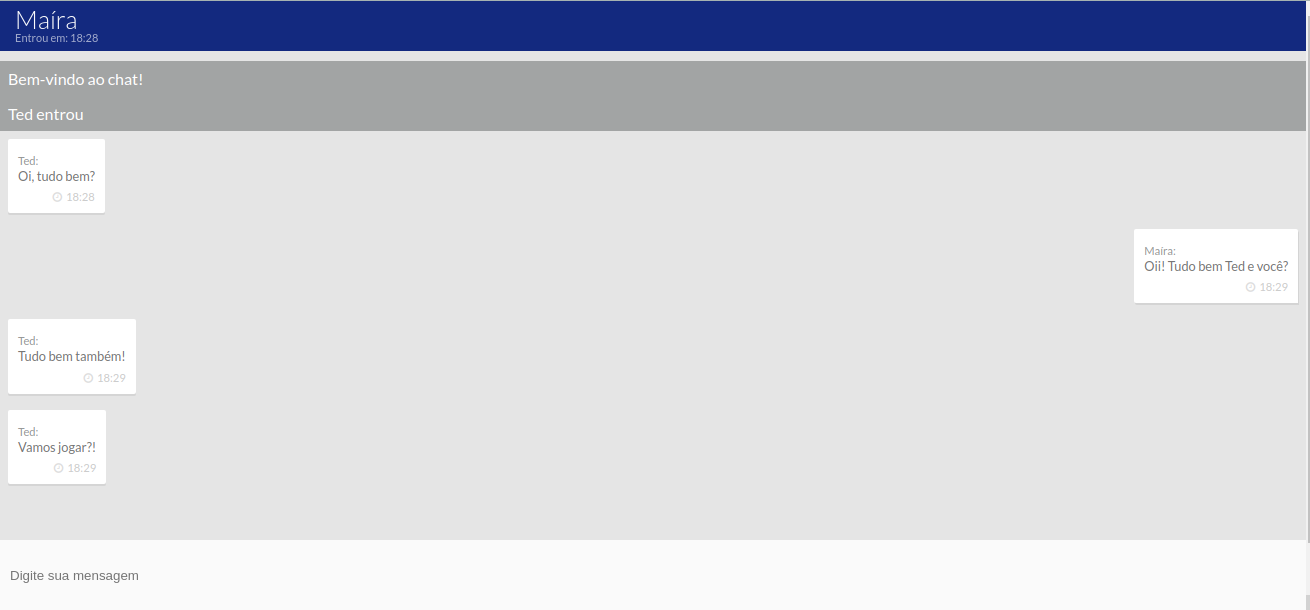 Maíra
Entrou em: 18:28
Bem-vindo ao chat!
Ted entrou
Ted:
Oi, tudo bem?
18:28
Maíra:
Oii! Tudo bem Ted e você?
18:29
Ted:
Tudo bem também!
18:29
Ted:
Vamos jogar?!
18:29
Digite sua mensagem